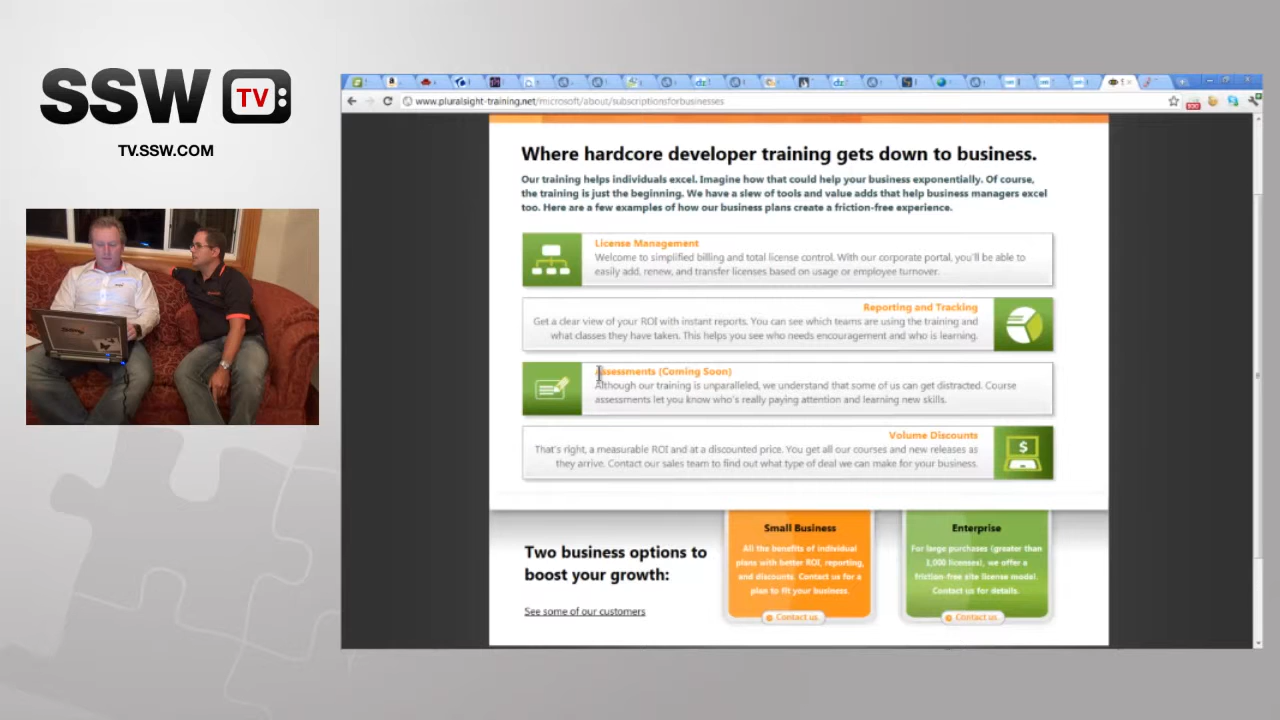 SSW TV:
TV.SSW.COM
www.pluralsight-training.net/microsoft/about/subscriptionsforbusinesses
Where hardcore developer training gets down to business.
Our training helps individuals excel. Imagine how that could help your business exponentially. Of course,
the training is just the beginning. We have a slew of tools and value adds that help business managers excel
too. Here are a few examples of how our business plans create a friction-free experience.
License Management
Welcome to simplified billing and total license control. With our corporate portal, you'll be able to
easily add, renew, and transfer licenses based on usage or employee turnover.
Reporting and Tracking
Get a clear view of your ROI with instant reports. You can see which teams are using the training and
what classes they have taken. This helps you see who needs encouragement and who is learning.
Assessments (Coming Soon)
Although our training is unparalleled, we understand that some of us can get distracted. Course
assessments let you know who's really paying attention and learning new skills.
Volume Discounts
That's right, a measurable ROI and at a discounted price. You get all our courses and new releases as
they arrive. Contact our sales team to find out what type of deal we can make for your business.
$
Two business options to
boost your growth:
See some of our customers
Small Business
All the benefits of individual
plans with better ROI, reporting,
and discounts. Contact us for a
plan to fit your business.
Contact us
Enterprise
For large purchases (greater than
1,000 licenses), we offer a
friction-free site license model.
Contact us for details.
Contact us